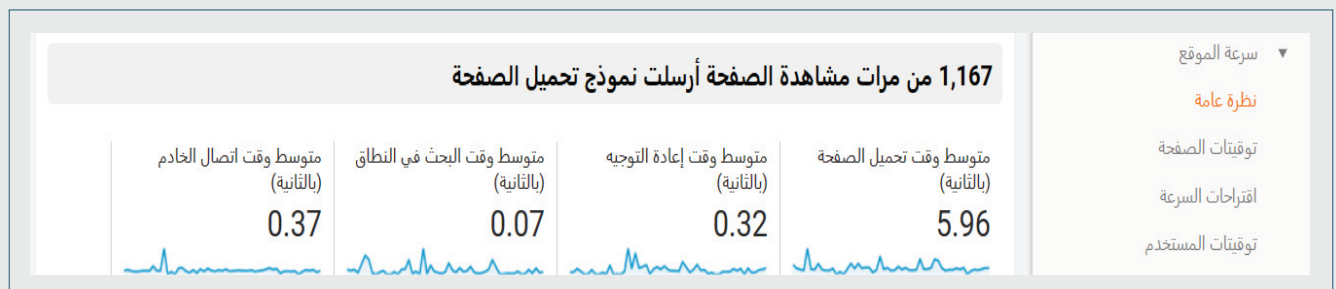 ▼ سرعة الموقع
نظرة عامة
توقيتات الصفحة
اقتراحات السرعة
توقيتات المستخدم
1,167 من مرات مشاهدة الصفحة أرسلت نموذج تحميل الصفحة
متوسط وقت تحميل الصفحة
(بالثانية)
5.96
متوسط وقت إعادة التوجيه
(بالثانية)
0.32
متوسط وقت البحث في النطاق
(بالثانية)
0.07
متوسط وقت اتصال الخادم
(بالثانية)
0.37